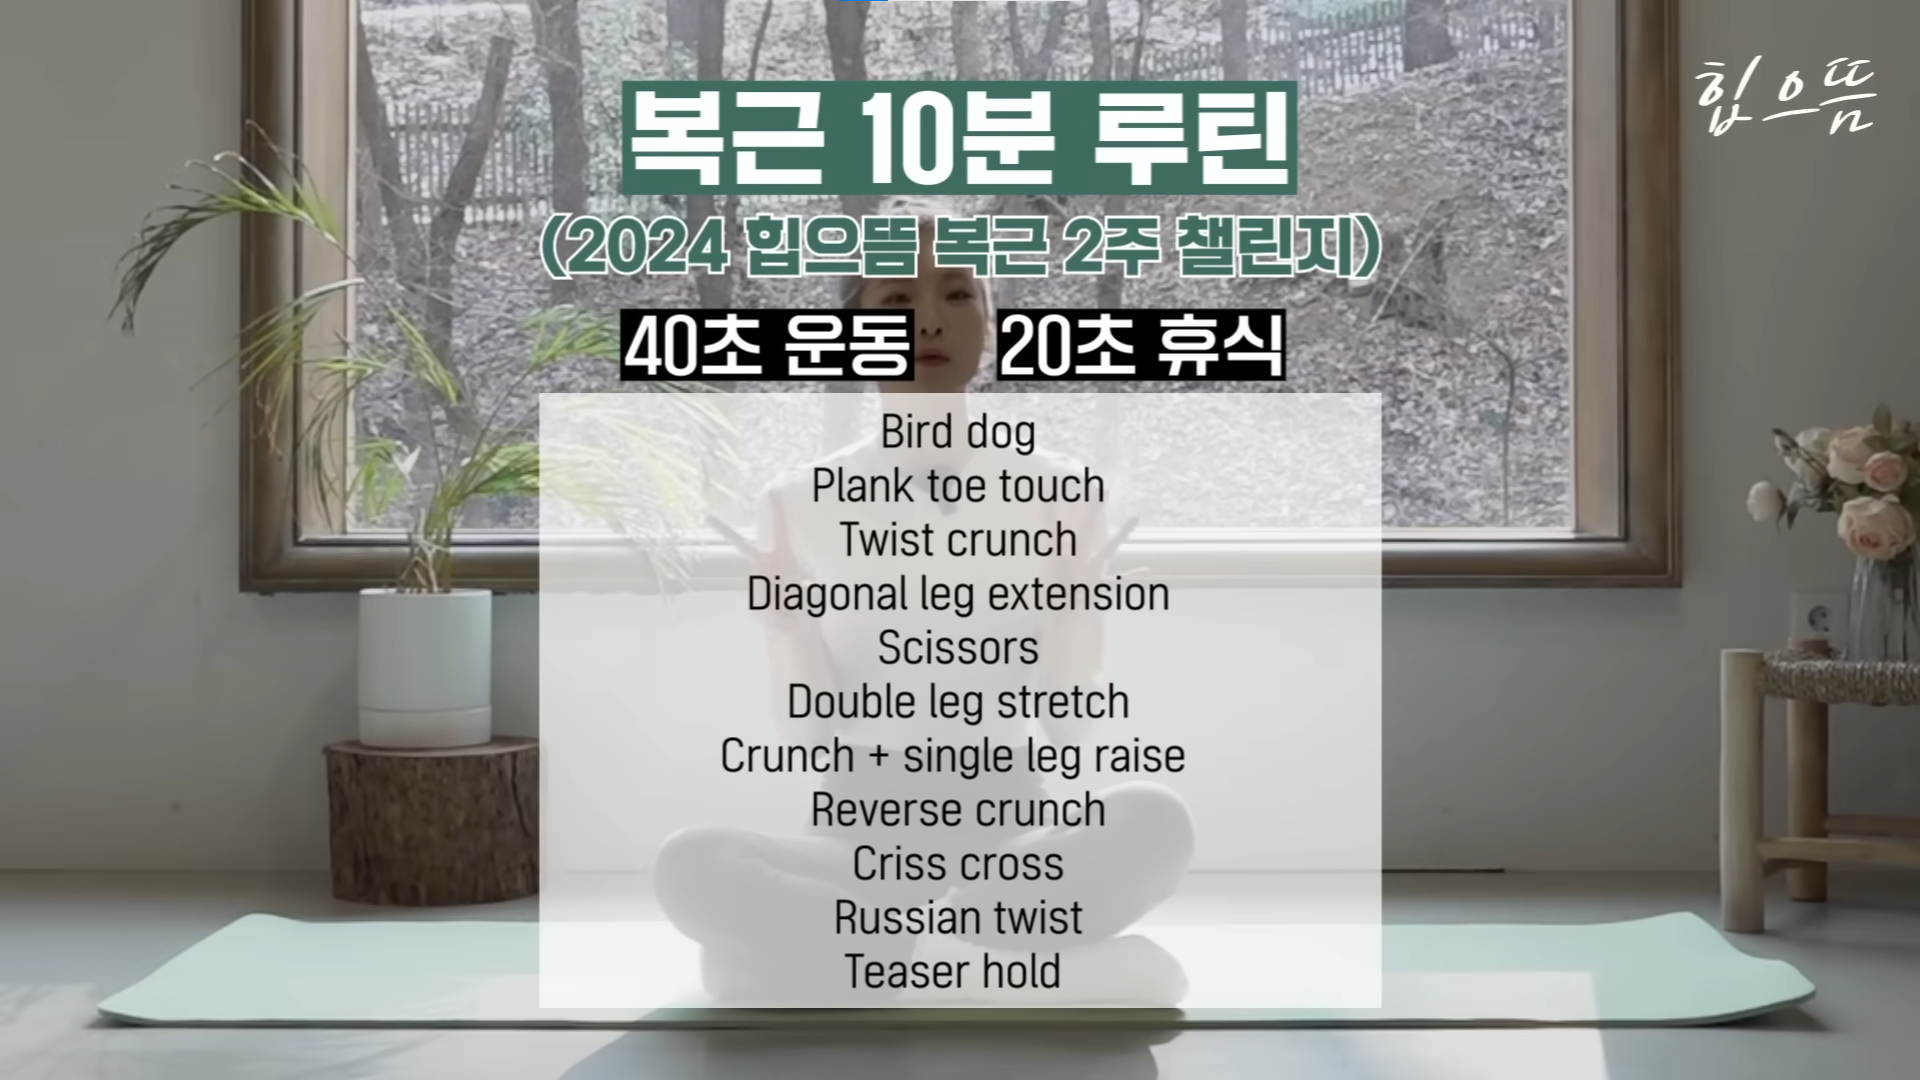 힙으뜸
복근 10분 루틴
(2024 힙으뜸 복근 2주 챌린지)
40초 운동 20초 휴식
Bird dog
Plank toe touch
Twist crunch
Diagonal leg extension
Scissors
Double leg stretch
Crunch + single leg raise
Reverse crunch
Criss cross
Russian twist
Teaser hold